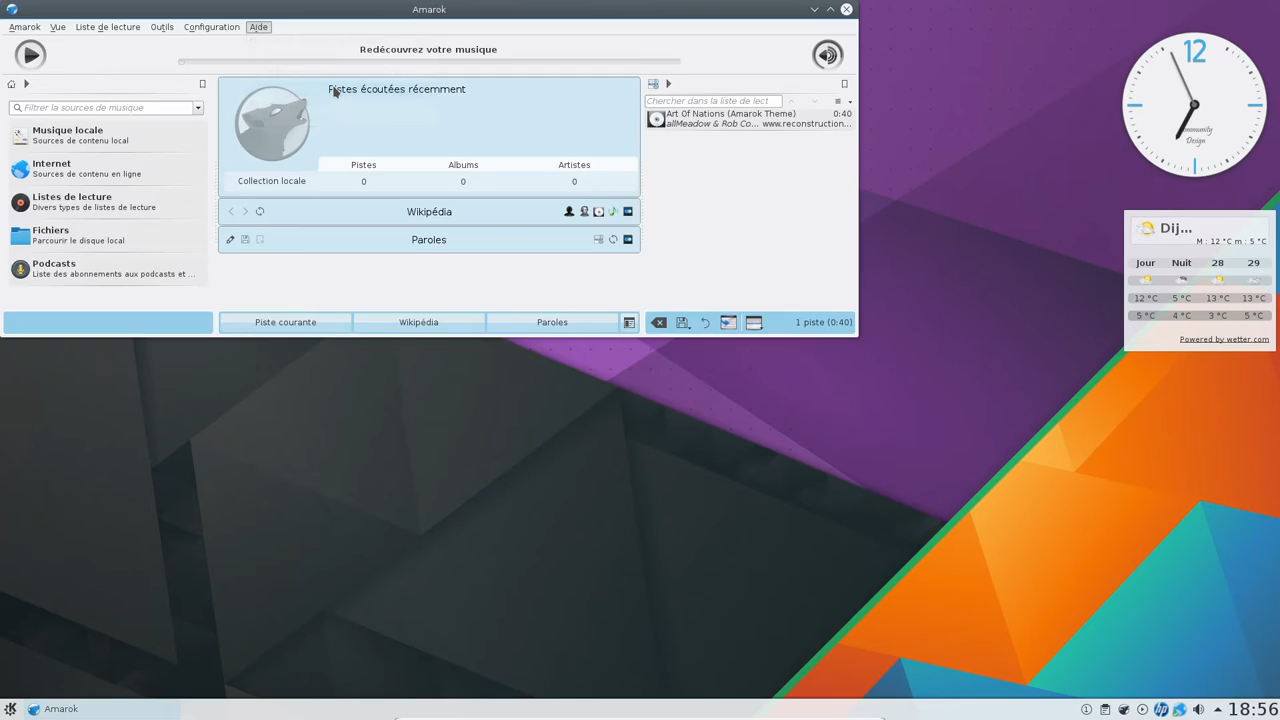 Amarok
Amarok Vue Liste de lecture Outils Configuration Aide
Redécouvrez votre musique
Filtrer la sources de musique
Musique locale
Sources de contenu local
Internet
Sources de contenu en ligne
Listes de lecture
Divers types de listes de lecture
Fichiers
Parcourir le disque local
Podcasts
Liste des abonnements aux podcasts et ...
Pistes écoutées récemment
Pistes Albums Artistes
Collection locale 0 0 0
Wikipédia
Paroles
Piste courante Wikipédia Paroles
Chercher dans la liste de lect
Art Of Nations (Amarok Theme) 0:40
allMeadow & Rob Co... www.reconstruction...
1 piste (0:40)
12
Community
Design
Dij...
M : 12 °C m : 5 °C
Jour Nuit 28 29
12 °C 5 °C 13 °C 13 °C
5 °C 4 °C 3 °C 5 °C
Powered by wetter.com
Amarok
18:56